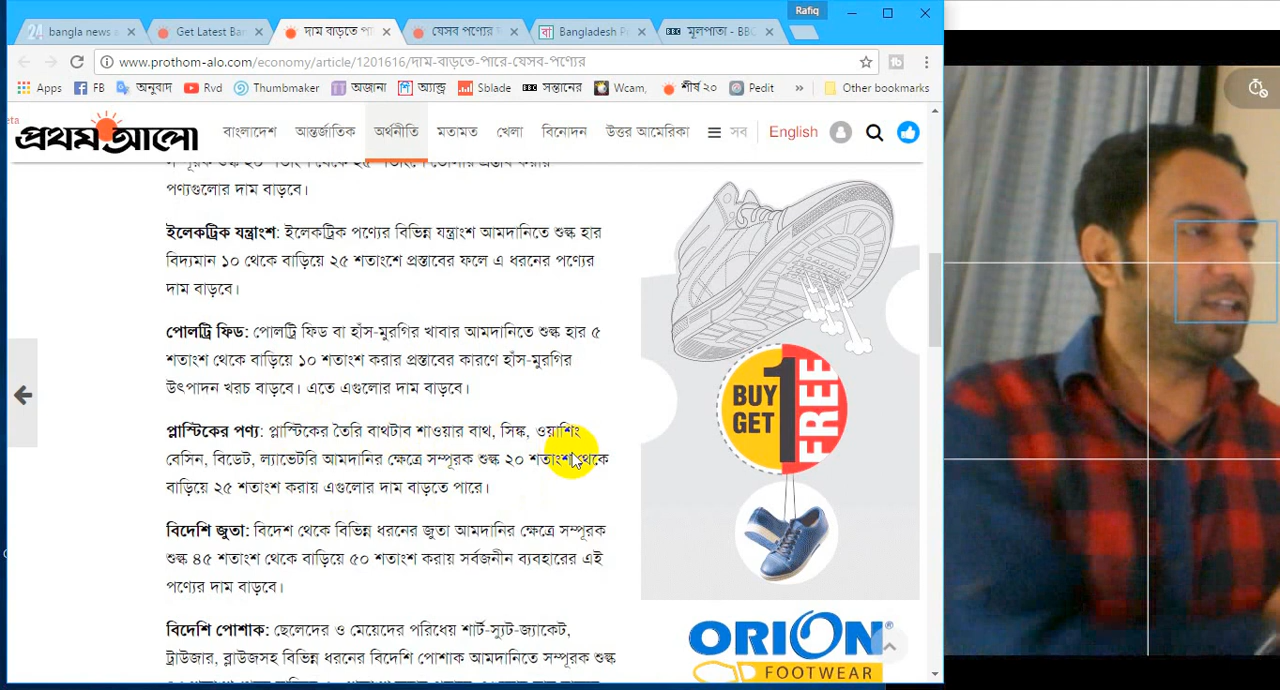 Rafiq
24 bangla news
Get Latest Ban
দাম বাড়তে পা
যেসব পণ্যের
Bangladesh P
BBC মূলপাতা - BBC
www.prothom-alo.com/economy/article/1201616/দাম-বাড়তে-পারে-যেসব-পণ্যের
Apps FB অনুবাদ Rvd Thumbmaker অজানা অ্যান্ড্র Sblade সন্তানের Wcam, শীর্ষ ২০ Pedit » Other bookmarks
eta
প্রথম আলো
বাংলাদেশ আন্তর্জাতিক অর্থনীতি মতামত খেলা বিনোদন উত্তর আমেরিকা সব English
পণ্যগুলোর দাম বাড়বে।
ইলেকট্রিক যন্ত্রাংশ: ইলেকট্রিক পণ্যের বিভিন্ন যন্ত্রাংশ আমদানিতে শুল্ক হার
বিদ্যমান ১০ থেকে বাড়িয়ে ২৫ শতাংশে প্রস্তাবের ফলে এ ধরনের পণ্যের
দাম বাড়বে।
পোলট্রি ফিড: পোলট্রি ফিড বা হাঁস-মুরগির খাবার আমদানিতে শুল্ক হার ৫
শতাংশ থেকে বাড়িয়ে ১০ শতাংশ করার প্রস্তাবের কারণে হাঁস-মুরগির
উৎপাদন খরচ বাড়বে। এতে এগুলোর দাম বাড়বে।
প্লাস্টিকের পণ্য: প্লাস্টিকের তৈরি বাথটাব শাওয়ার বাথ, সিঙ্ক, ওয়াশিং
বেসিন, বিডেট, ল্যাভেটরি আমদানির ক্ষেত্রে সম্পূরক শুল্ক ২০ শতাংশ থেকে
বাড়িয়ে ২৫ শতাংশ করায় এগুলোর দাম বাড়তে পারে।
বিদেশি জুতা: বিদেশ থেকে বিভিন্ন ধরনের জুতা আমদানির ক্ষেত্রে সম্পূরক
শুল্ক ৪৫ শতাংশ থেকে বাড়িয়ে ৫০ শতাংশ করায় সর্বজনীন ব্যবহারের এই
পণ্যের দাম বাড়বে।
বিদেশি পোশাক: ছেলেদের ও মেয়েদের পরিধেয় শার্ট-স্যুট-জ্যাকেট,
ট্রাউজার, ব্লাউজসহ বিভিন্ন ধরনের বিদেশি পোশাক আমদানিতে সম্পূরক শুল্ক
BUY 1
GET
FREE
ORION®
FOOTWEAR